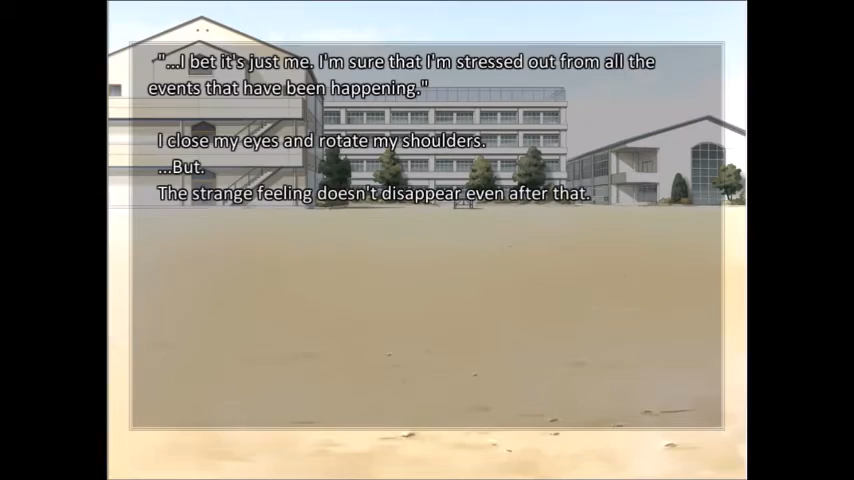 "...I bet it's just me. I'm sure that I'm stressed out from all the
events that have been happening."
I close my eyes and rotate my shoulders.
...But.
The strange feeling doesn't disappear even after that.